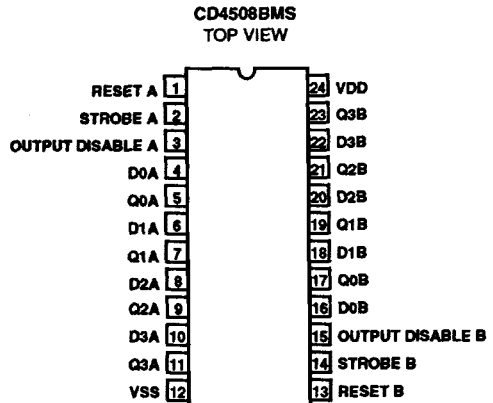 CD4508BMS
TOP VIEW
RESET A 1 24 VDD
STROBE A 2 23 Q3B
OUTPUT DISABLE A 3 22 D3B
D0A 4 21 Q2B
Q0A 5 20 D2B
D1A 6 19 Q1B
Q1A 7 18 D1B
D2A 8 17 Q0B
Q2A 9 16 D0B
D3A 10 15 OUTPUT DISABLE B
Q3A 11 14 STROBE B
VSS 12 13 RESET B